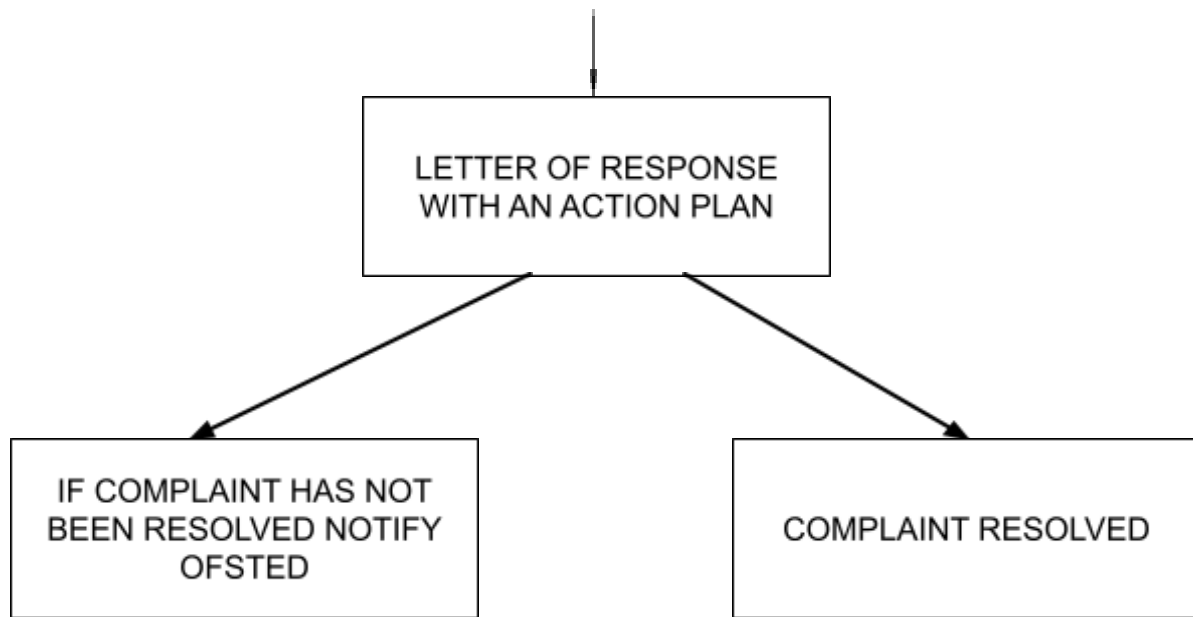 LETTER OF RESPONSE
WITH AN ACTION PLAN
IF COMPLAINT HAS NOT
BEEN RESOLVED NOTIFY
OFSTED
COMPLAINT RESOLVED